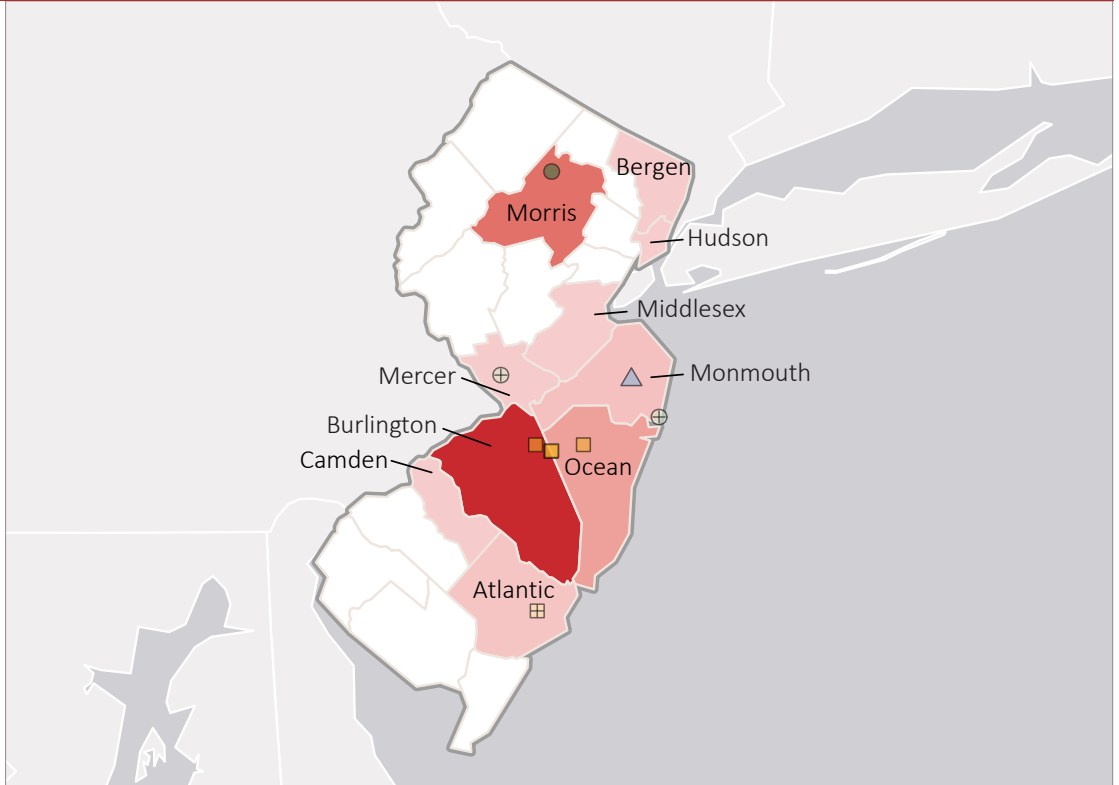 Bergen
Morris
Hudson
Middlesex
Monmouth
Mercer
Burlington
Camden
Ocean
Atlantic